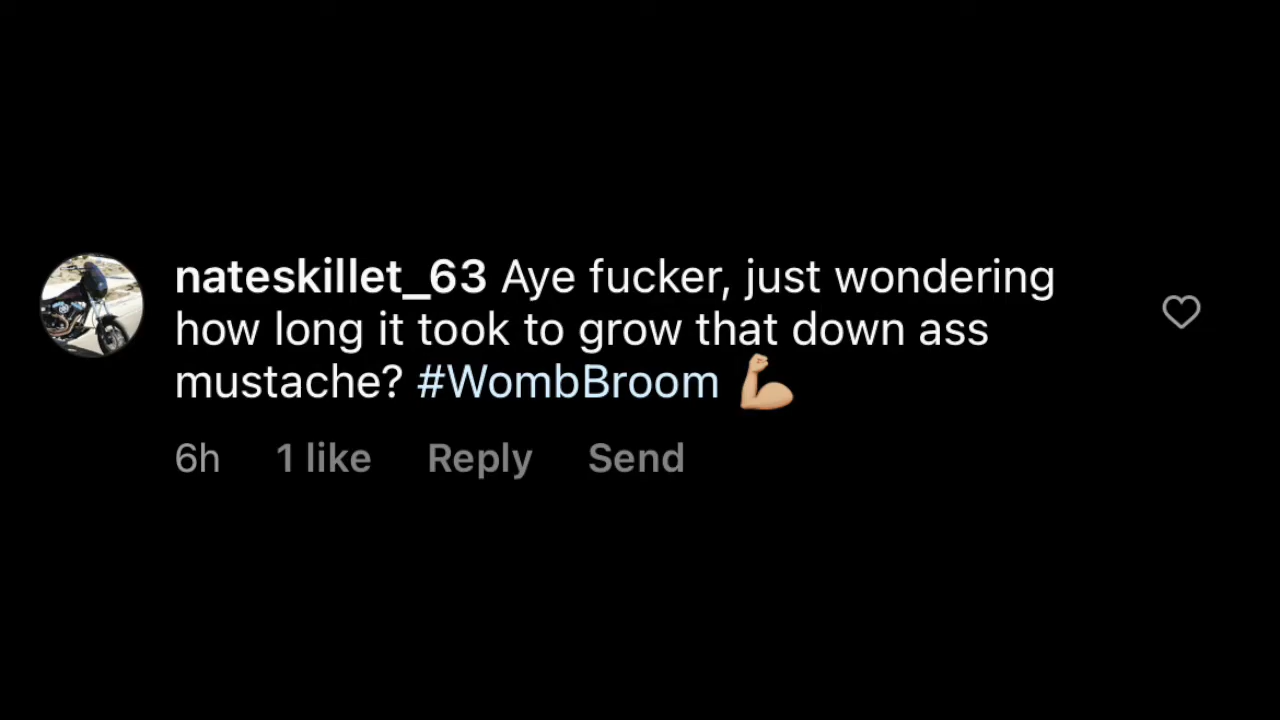 nateskillet_63 Aye fucker, just wondering
how long it took to grow that down ass
mustache? #WombBroom 💪🏼
6h 1 like Reply Send